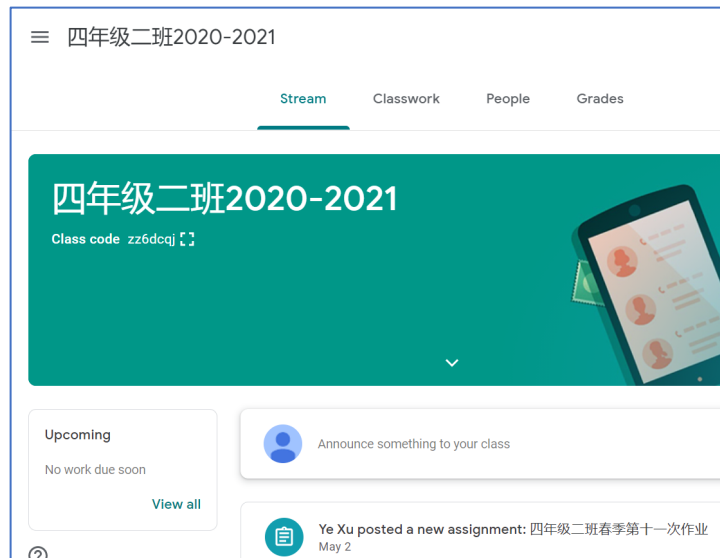 四年级二班2020-2021
Stream Classwork People Grades
四年级二班2020-2021
Class code zz6dcqj
Upcoming
No work due soon
View all
Announce something to your class
Ye Xu posted a new assignment: 四年级二班春季第十一次作业
May 2